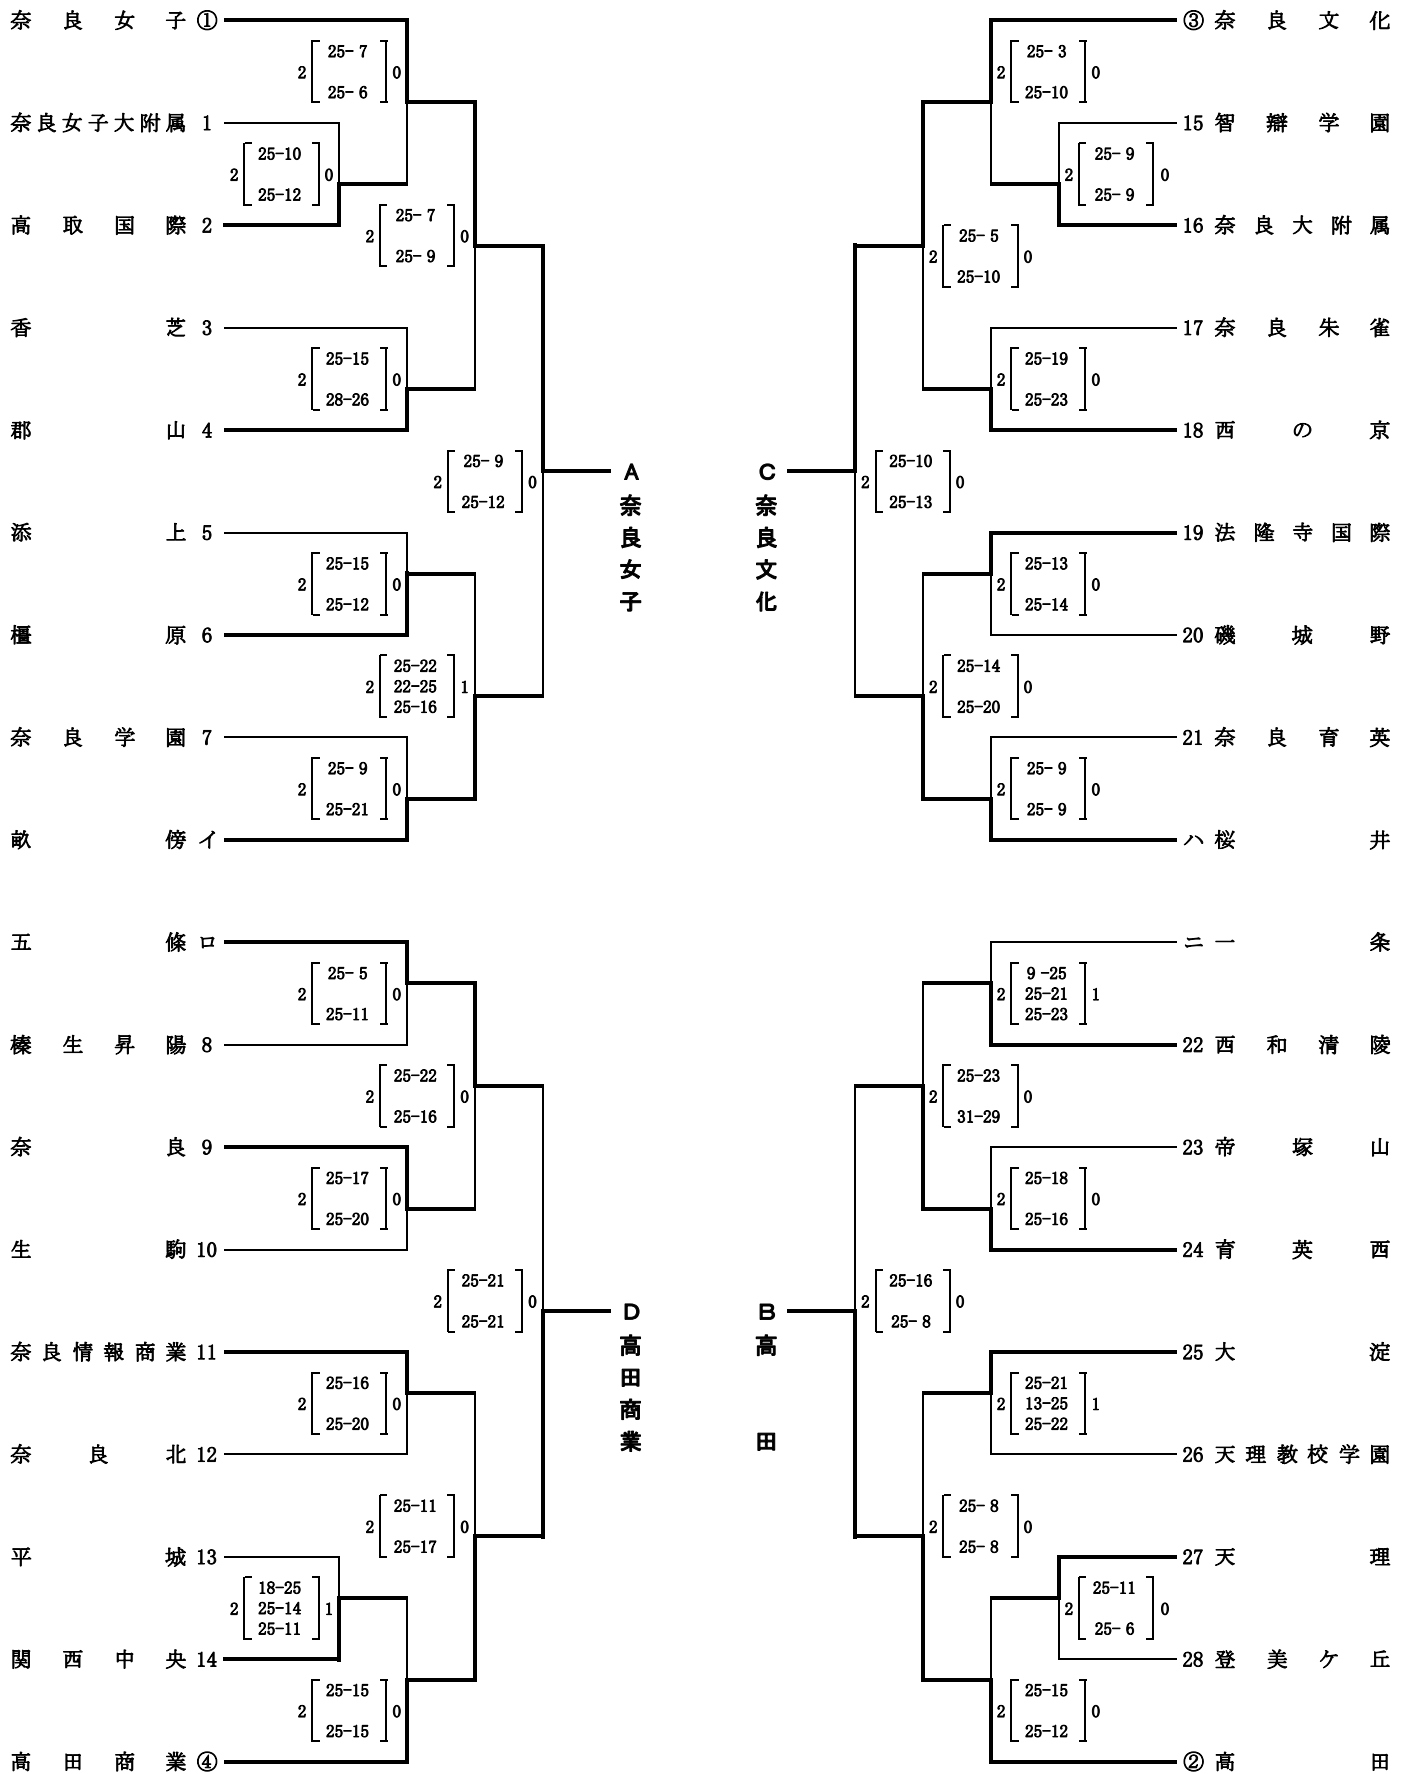 奈良女子 ①
2 25- 7 0
25- 6
奈良女子大附属 1
2 25-10 0
25-12
高取国際 2
2 25- 7 0
25- 9
香芝 3
2 25-15 0
28-26
郡山 4
2 25- 9 0
25-12
A 奈良女子
添上 5
2 25-15 0
25-12
橿原 6
2 25-22 1
22-25
25-16
奈良学園 7
2 25- 9 0
25-21
畝傍 イ
五條 ロ
2 25- 5 0
25-11
榛生昇陽 8
2 25-22 0
25-16
奈良 9
2 25-17 0
25-20
生駒 10
2 25-21 0
25-21
D 高田商業
奈良情報商業 11
2 25-16 0
25-20
奈良北 12
2 25-11 0
25-17
平城 13
2 18-25 1
25-14
25-11
関西中央 14
2 25-15 0
25-15
高田商業 ④
③ 奈良文化
2 25- 3 0
25-10
15 智辯学園
2 25- 9 0
25- 9
16 奈良大附属
2 25- 5 0
25-10
17 奈良朱雀
2 25-19 0
25-23
18 西の京
C 奈良文化
2 25-10 0
25-13
19 法隆寺国際
2 25-13 0
25-14
20 磯城野
2 25-14 0
25-20
21 奈良育英
2 25- 9 0
25- 9
ハ 桜井
ニ 一条
2 9 -25 1
25-21
25-23
22 西和清陵
2 25-23 0
31-29
23 帝塚山
2 25-18 0
25-16
24 育英西
B 高田
2 25-16 0
25- 8
25 大淀
2 25-21 1
13-25
25-22
26 天理教校学園
2 25- 8 0
25- 8
27 天理
2 25-11 0
25- 6
28 登美ケ丘
2 25-15 0
25-12
② 高田